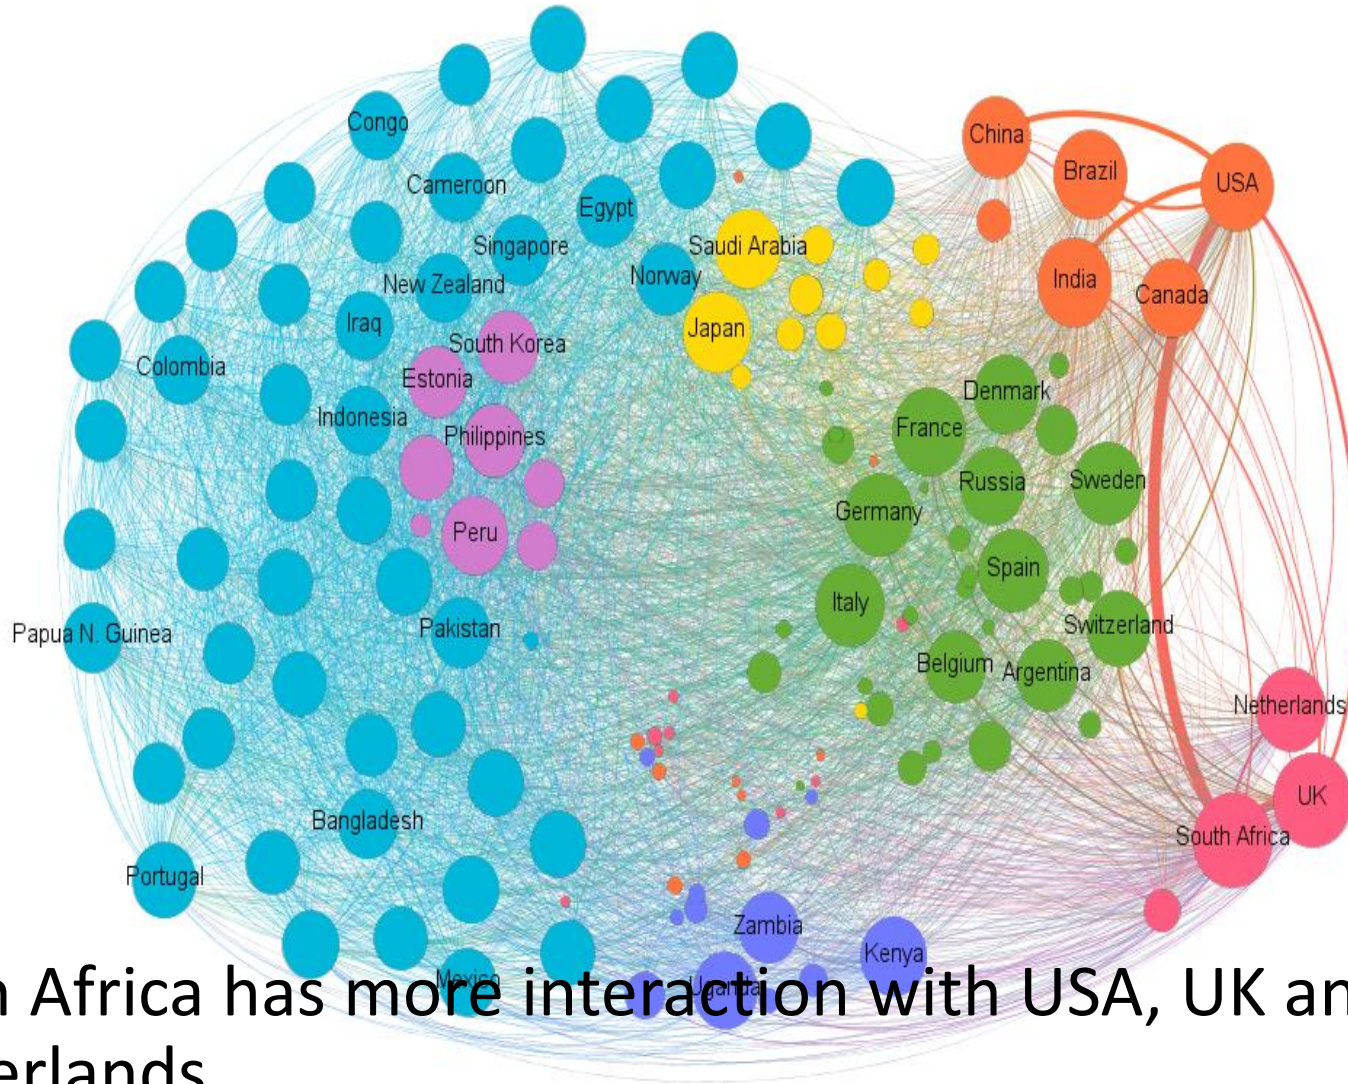 Congo
China
Brazil
USA
Cameroon
Egypt
Singapore
Saudi Arabia
Norway
New Zealand
India
Canada
Iraq
Japan
South Korea
Colombia
Estonia
Denmark
Indonesia
France
Philippines
Russia
Sweden
Germany
Peru
Spain
Italy
Papua N. Guinea
Pakistan
Switzerland
Belgium
Argentina
Netherlands
UK
Bangladesh
South Africa
Portugal
Zambia
Kenya
Mexico
Uganda
Africa has more interaction with USA, UK